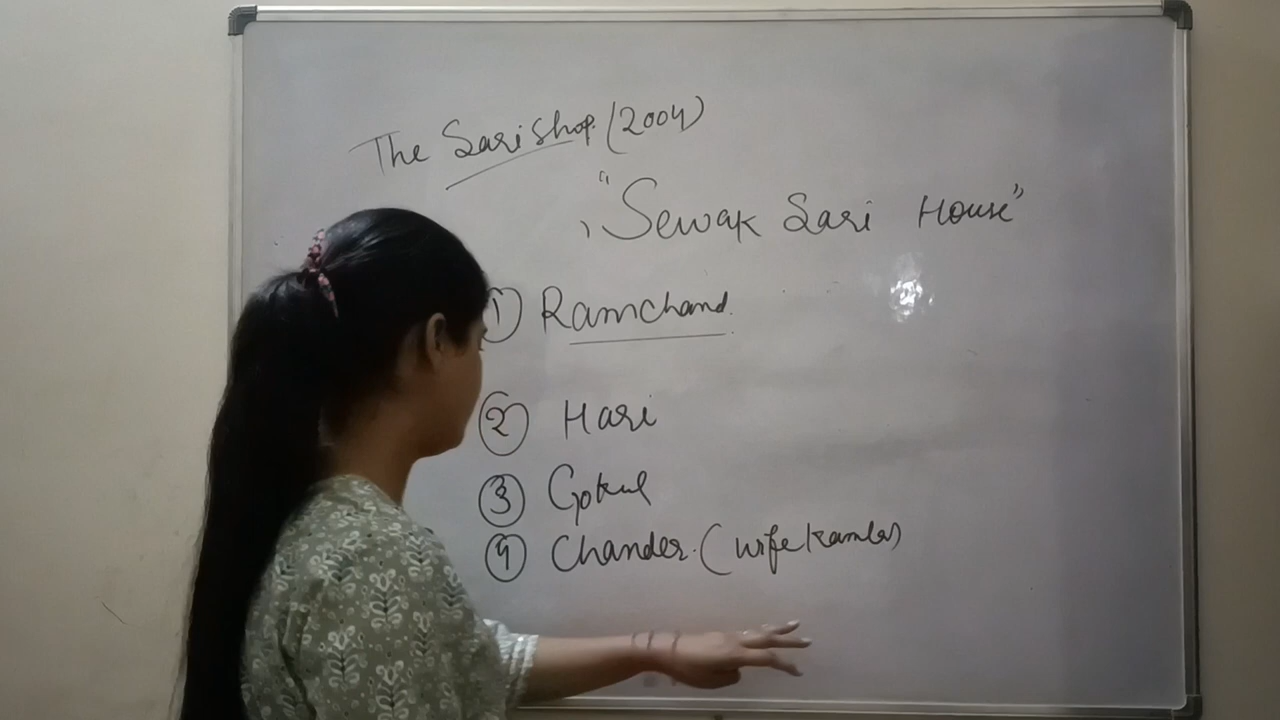 The Sari Shop. (2004)
"Sewak Sari House"
① Ramchand.
② Hari
③ Gokul
④ Chander. (wife kamla)